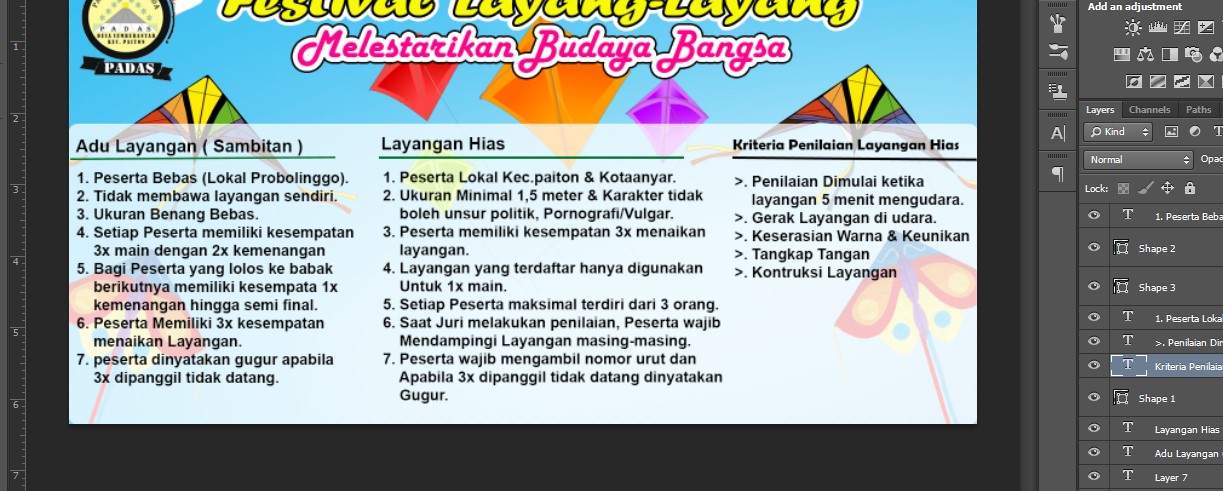 Festival Layang-Layang
Melestarikan Budaya Bangsa
PADAS
DESA SUMBERANYAR
KEC. PAITON
PADAS
Adu Layangan ( Sambitan )
1. Peserta Bebas (Lokal Probolinggo).
2. Tidak membawa layangan sendiri.
3. Ukuran Benang Bebas.
4. Setiap Peserta memiliki kesempatan
3x main dengan 2x kemenangan
5. Bagi Peserta yang lolos ke babak
berikutnya memiliki kesempata 1x
kemenangan hingga semi final.
6. Peserta Memiliki 3x kesempatan
menaikan Layangan.
7. peserta dinyatakan gugur apabila
3x dipanggil tidak datang.
Layangan Hias
1. Peserta Lokal Kec.paiton & Kotaanyar.
2. Ukuran Minimal 1,5 meter & Karakter tidak
boleh unsur politik, Pornografi/Vulgar.
3. Peserta memiliki kesempatan 3x menaikan
layangan.
4. Layangan yang terdaftar hanya digunakan
Untuk 1x main.
5. Setiap Peserta maksimal terdiri dari 3 orang.
6. Saat Juri melakukan penilaian, Peserta wajib
Mendampingi Layangan masing-masing.
7. Peserta wajib mengambil nomor urut dan
Apabila 3x dipanggil tidak datang dinyatakan
Gugur.
Kriteria Penilaian Layangan Hias
>. Penilaian Dimulai ketika
layangan 5 menit mengudara.
>. Gerak Layangan di udara.
>. Keserasian Warna & Keunikan
>. Tangkap Tangan
>. Kontruksi Layangan
1
2
3
4
5
6
7
Add an adjustment
Layers Channels Paths
Kind
Normal Opac
Lock:
1. Peserta Beba
Shape 2
Shape 3
1. Peserta Loka
>. Penilaian Dim
Kriteria Penilaia
Shape 1
Layangan Hias
Adu Layangan (
Layer 7